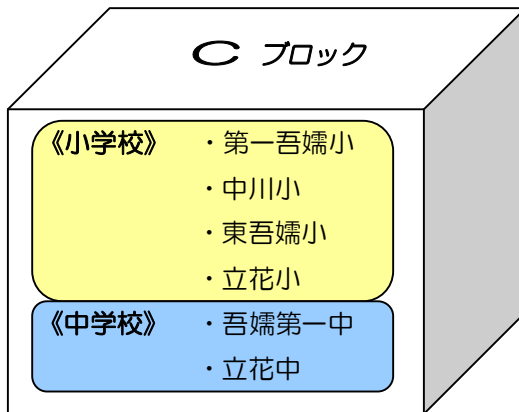 C ブロック
《小学校》 ・第一吾嬬小
・中川小
・東吾嬬小
・立花小
《中学校》 ・吾嬬第一中
・立花中